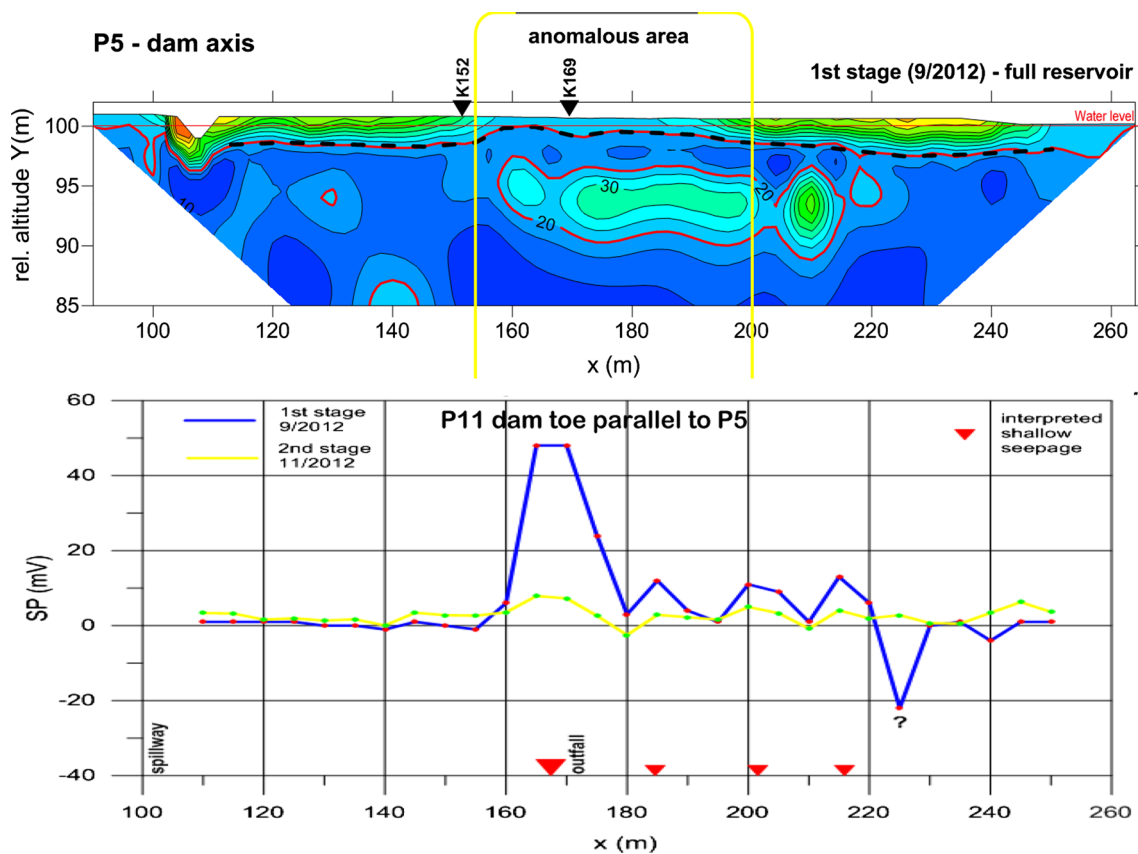 P5 - dam axis
anomalous area
1st stage (9/2012) - full reservoir
K152
K169
Water level
100
95
90
85
rel. altitude Y(m)
10
20
30
20
100
120
140
160
180
200
220
240
260
x (m)
P11 dam toe parallel to P5
1st stage
9/2012
2nd stage
11/2012
interpreted
shallow
seepage
60
40
20
0
-20
-40
SP (mV)
?
spillway
outfall
100
120
140
160
180
200
220
240
260
x (m)